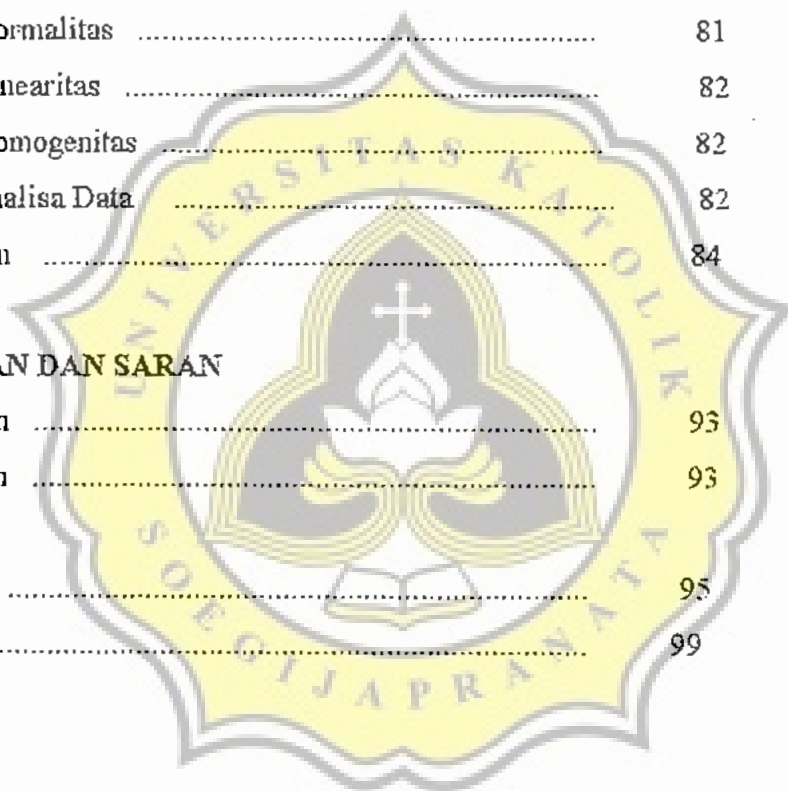 ormalitas ........................................................ 81
nearitas ........................................................ 82
omogenitas ........................................................ 82
nalisa Data ........................................................ 82
n ........................................................ 84
AN DAN SARAN
n ........................................................ 93
n ........................................................ 93
........................................................ 95
........................................................ 99
UNIVERSITAS KATOLIK
SOEGIJAPRANATA